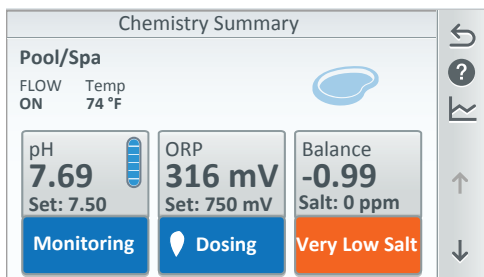 Chemistry Summary
Pool/Spa
FLOW Temp
ON 74 °F
pH
7.69
Set: 7.50
Monitoring
ORP
316 mV
Set: 750 mV
Dosing
Balance
-0.99
Salt: 0 ppm
Very Low Salt
?